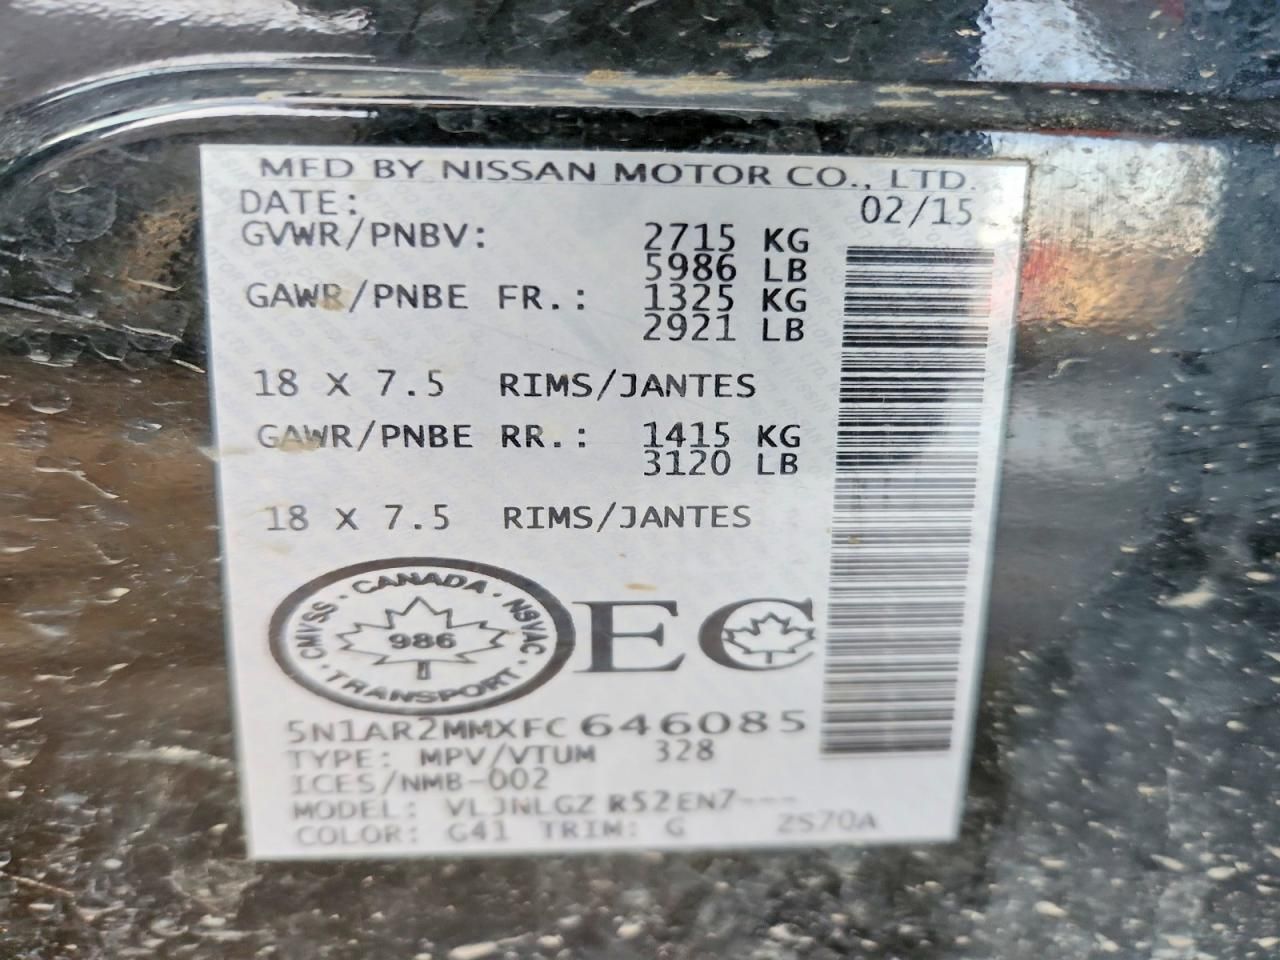 MFD BY NISSAN MOTOR CO., LTD.
DATE: 02/15
GVWR/PNBV: 2715 KG
5986 LB
GAWR/PNBE FR.: 1325 KG
2921 LB
18 X 7.5 RIMS/JANTES
GAWR/PNBE RR.: 1415 KG
3120 LB
18 X 7.5 RIMS/JANTES
CANADA · NSVAC · TRANSPORT · CMVSS ·
986
EC
5N1AR2MMXFC646085
TYPE: MPV/VTUM 328
ICES/NMB-002
MODEL: VLJNLGZ R52EN7---
COLOR: G41 TRIM: G ZS70A